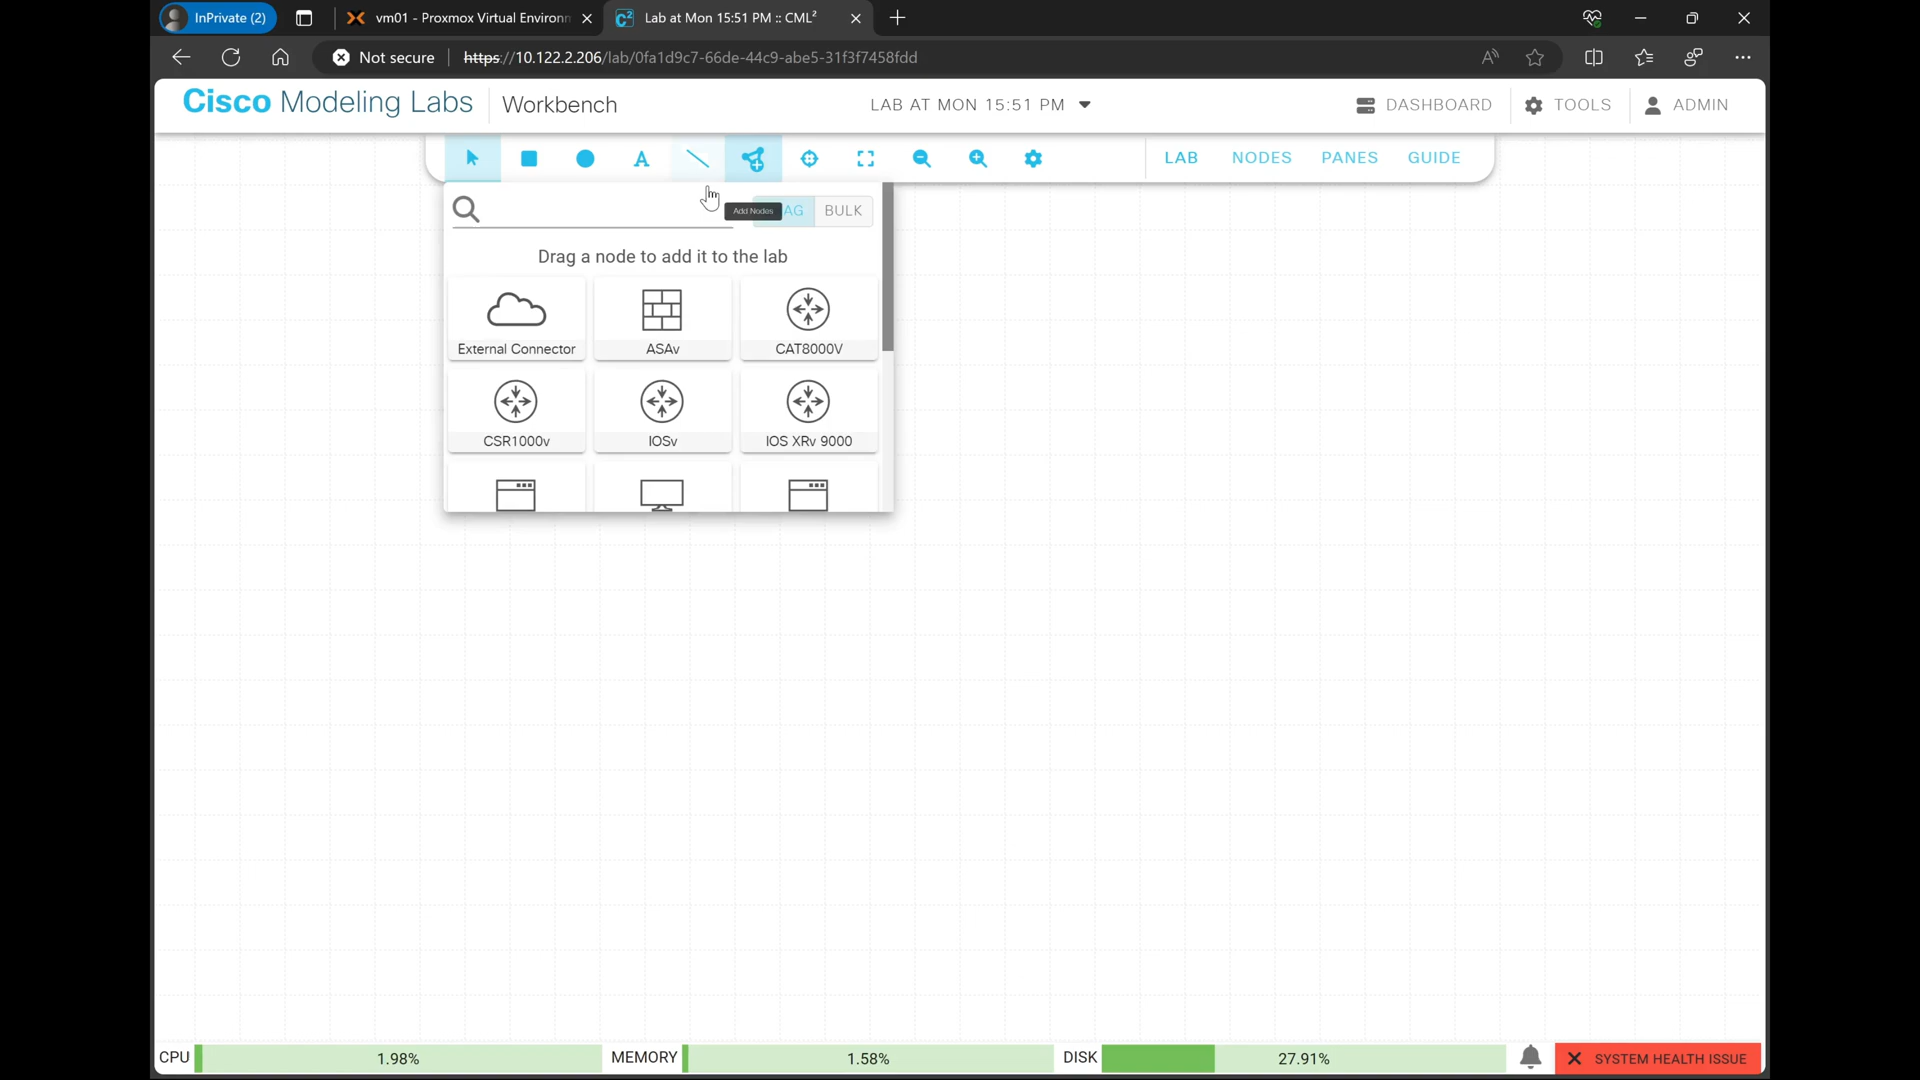 InPrivate (2)
vm01 - Proxmox Virtual Environm
Lab at Mon 15:51 PM :: CML²
Not secure
https://10.122.2.206/lab/0fa1d9c7-66de-44c9-abe5-31f3f7458fdd
Cisco Modeling Labs
Workbench
LAB AT MON 15:51 PM
DASHBOARD
TOOLS
ADMIN
A
LAB
NODES
PANES
GUIDE
Add Nodes
AG
BULK
Drag a node to add it to the lab
External Connector
ASAv
CAT8000V
CSR1000v
IOSv
IOS XRv 9000
CPU
1.98%
MEMORY
1.58%
DISK
27.91%
SYSTEM HEALTH ISSUE